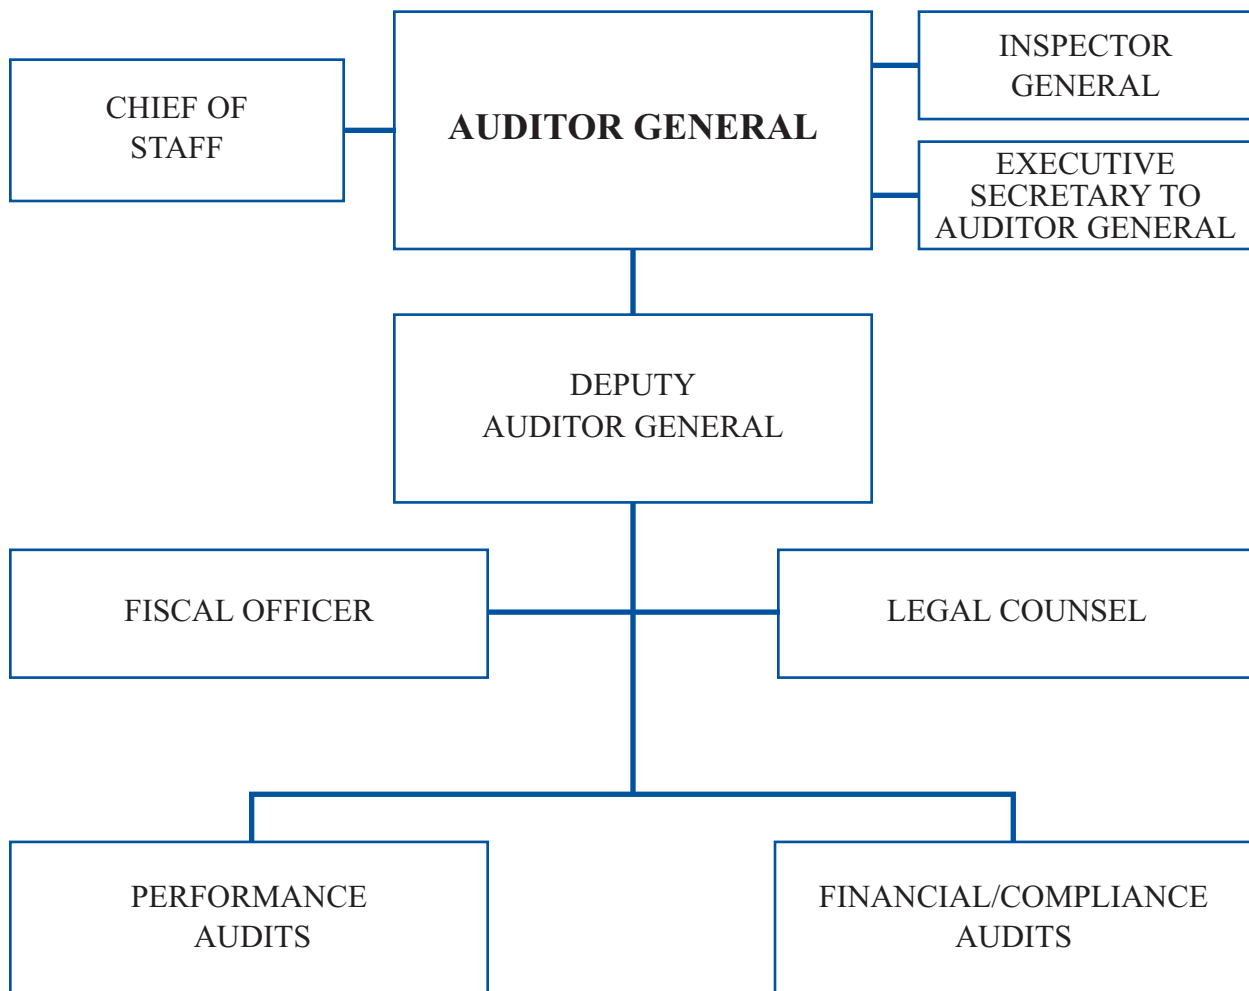 CHIEF OF
STAFF
AUDITOR GENERAL
INSPECTOR
GENERAL
EXECUTIVE
SECRETARY TO
AUDITOR GENERAL
DEPUTY
AUDITOR GENERAL
FISCAL OFFICER
LEGAL COUNSEL
PERFORMANCE
AUDITS
FINANCIAL/COMPLIANCE
AUDITS